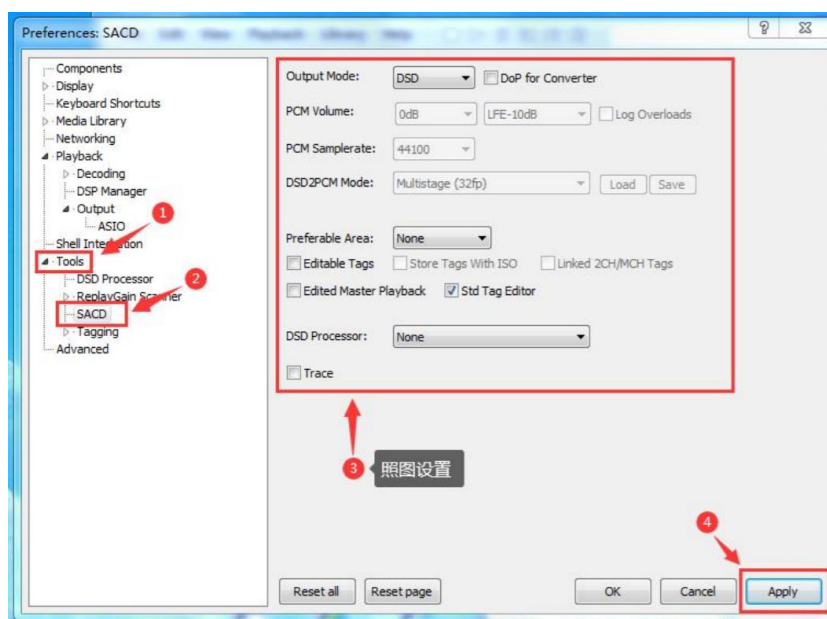 Preferences: SACD
Components
Display
Keyboard Shortcuts
Media Library
Networking
Playback
Decoding
DSP Manager
Output
ASIO
1
Shell
Tools
DSD Processor
2
ReplayGain
SACD
Tagging
Advanced
Output Mode: DSD DoP for Converter
PCM Volume: 0dB LFE-10dB Log Overloads
PCM Samplerate: 44100
DSD2PCM Mode: Multistage (32fp) Load Save
Preferable Area: None
Editable Tags Store Tags With ISO Linked 2CH/MCH Tags
Edited Master Playback Std Tag Editor
DSD Processor: None
Trace
3 照图设置
4
Reset all Reset page OK Cancel Apply